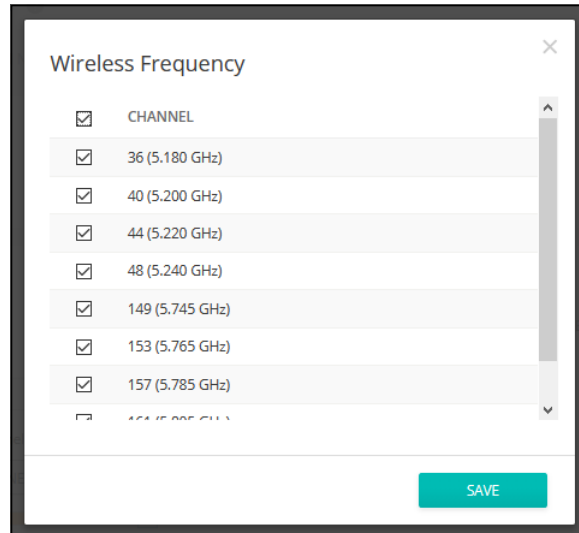 Wireless Frequency
CHANNEL
36 (5.180 GHz)
40 (5.200 GHz)
44 (5.220 GHz)
48 (5.240 GHz)
149 (5.745 GHz)
153 (5.765 GHz)
157 (5.785 GHz)
SAVE